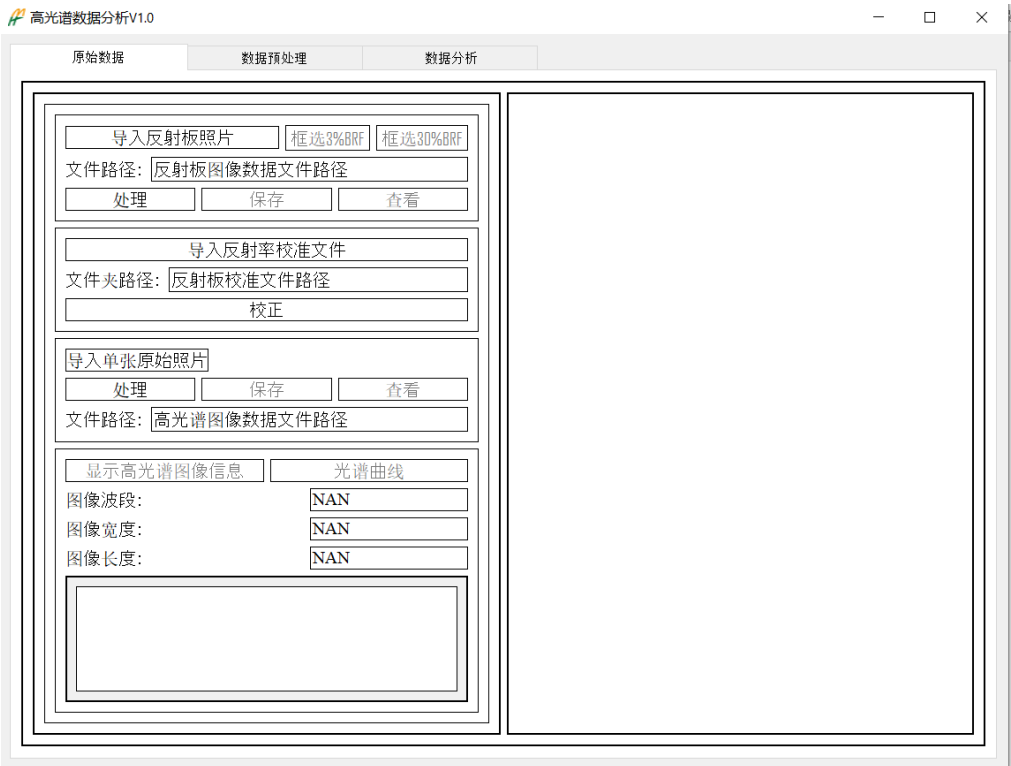 高光谱数据分析V1.0
原始数据 数据预处理 数据分析
导入反射板照片 框选3%BRF 框选30%BRF
文件路径: 反射板图像数据文件路径
处理 保存 查看
导入反射率校准文件
文件夹路径: 反射板校准文件路径
校正
导入单张原始照片
处理 保存 查看
文件路径: 高光谱图像数据文件路径
显示高光谱图像信息 光谱曲线
图像波段: NAN
图像宽度: NAN
图像长度: NAN